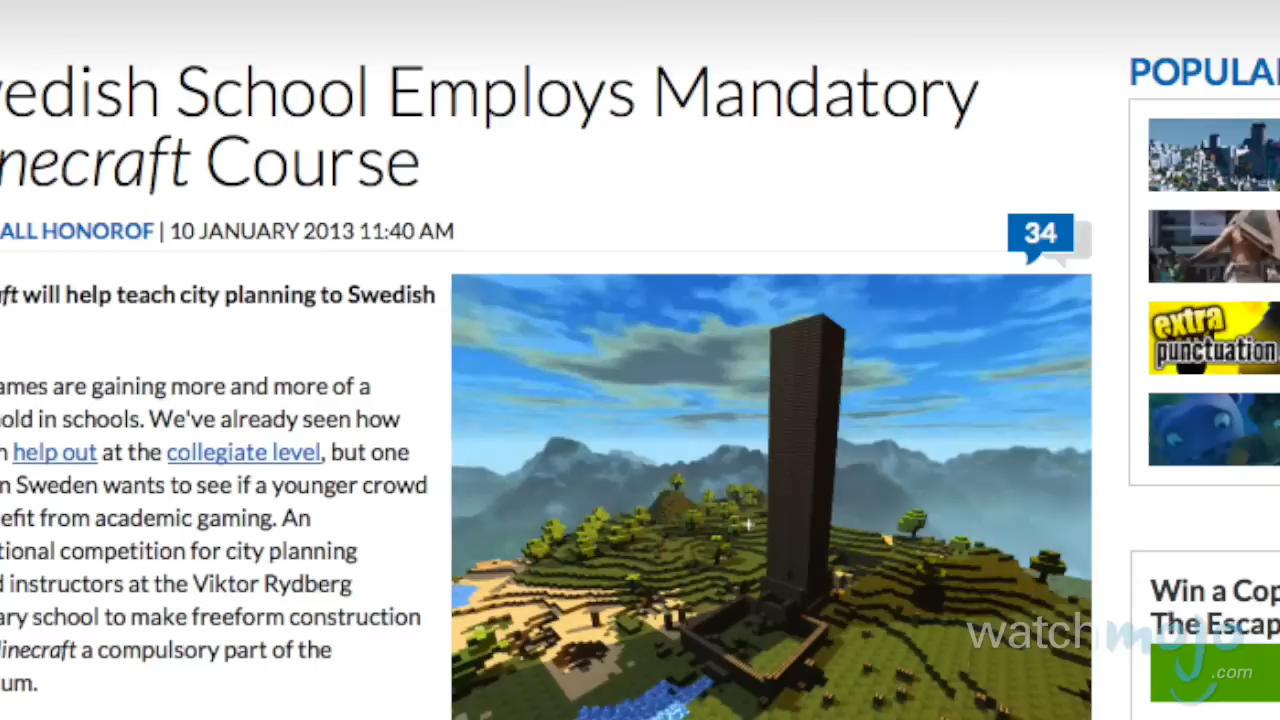 edish School Employs Mandatory
necraft Course
ALL HONOROF | 10 JANUARY 2013 11:40 AM
34
ft will help teach city planning to Swedish
ames are gaining more and more of a
old in schools. We've already seen how
help out at the collegiate level, but one
n Sweden wants to see if a younger crowd
efit from academic gaming. An
tional competition for city planning
d instructors at the Viktor Rydberg
ary school to make freeform construction
inecraft a compulsory part of the
um.
POPULA
extra
punctuation
Win a Cop
The Escap
watchmojo
.com